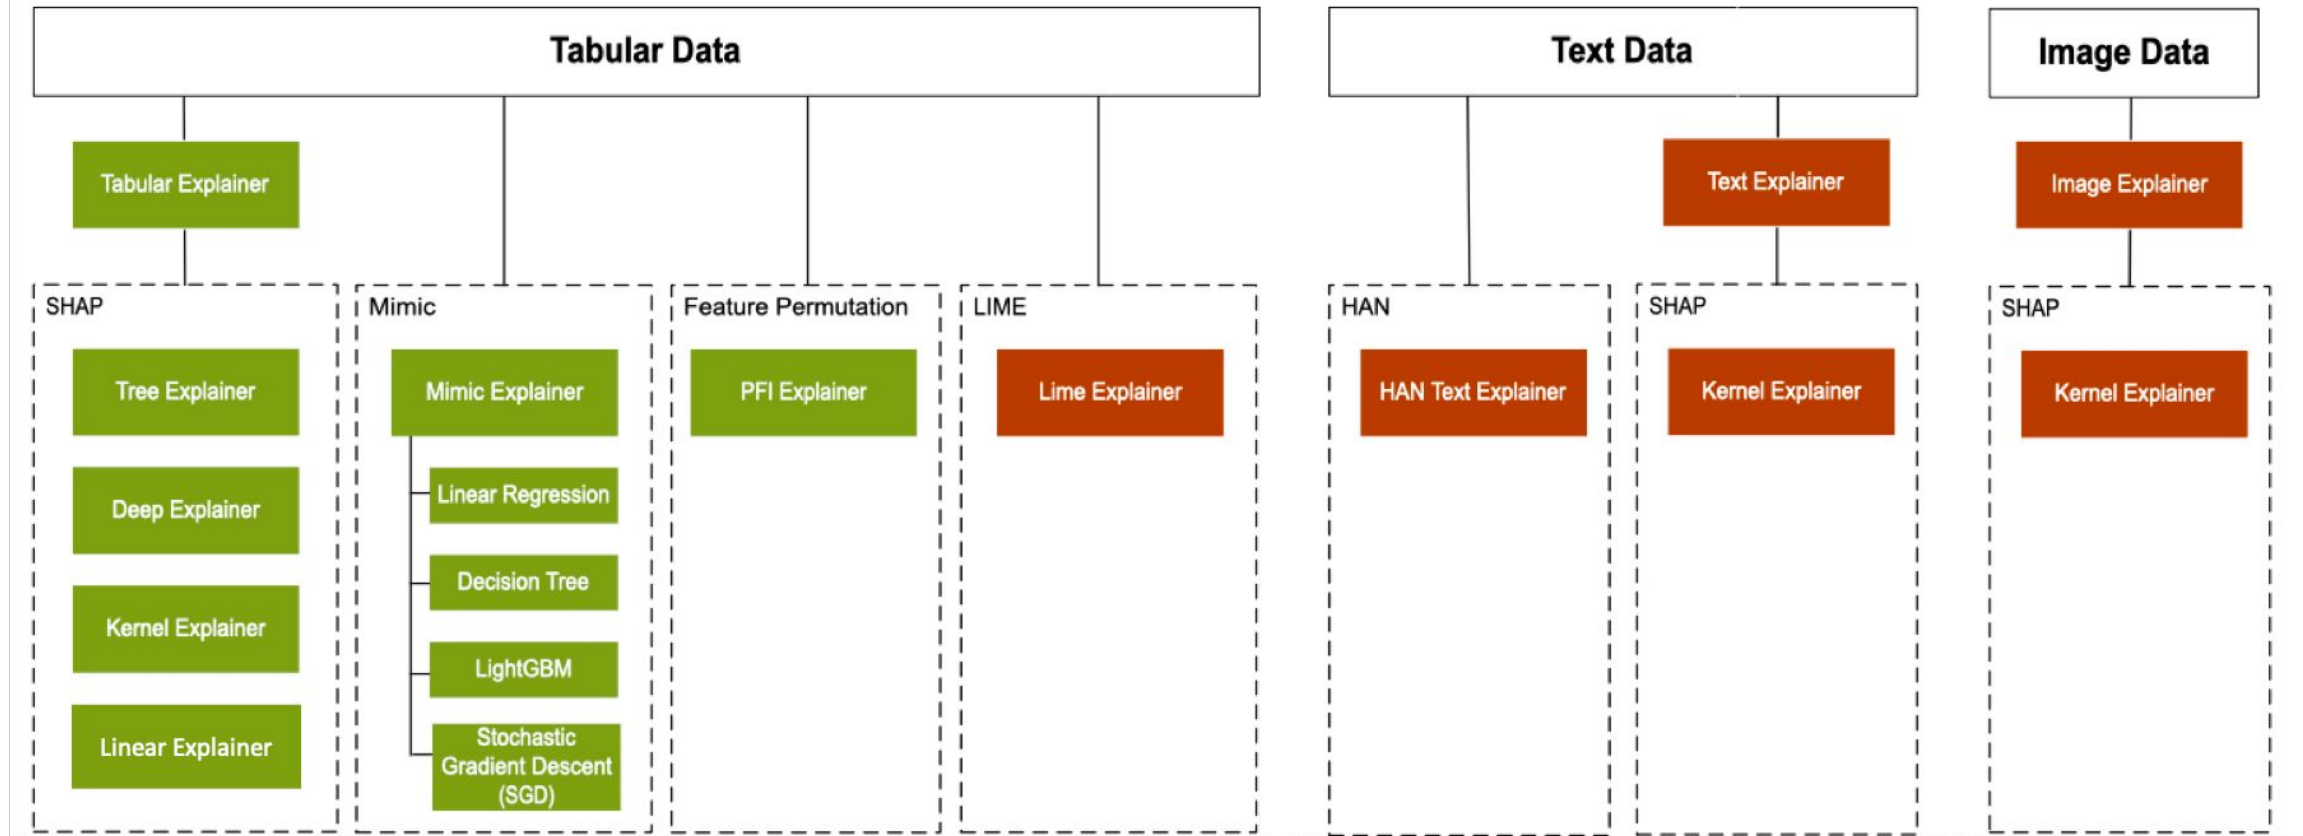 Tabular Data
Text Data
Image Data
Tabular Explainer
Text Explainer
Image Explainer
SHAP
Tree Explainer
Deep Explainer
Kernel Explainer
Linear Explainer
Mimic
Mimic Explainer
Linear Regression
Decision Tree
LightGBM
Stochastic
Gradient Descent
(SGD)
Feature Permutation
PFI Explainer
LIME
Lime Explainer
HAN
HAN Text Explainer
SHAP
Kernel Explainer
SHAP
Kernel Explainer